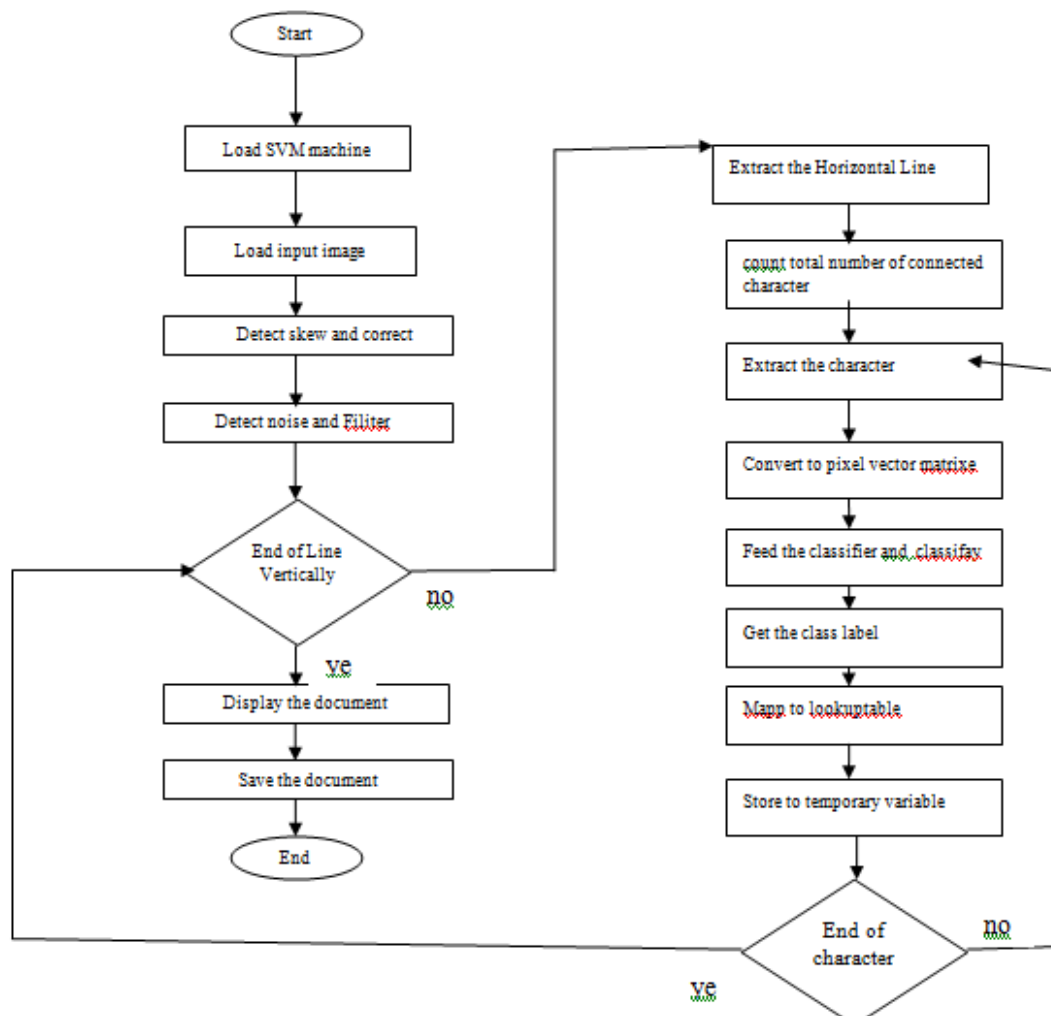 Start
Load SVM machine
Load input image
Detect skew and correct
Detect noise and Filiter
End of Line
Vertically
no
ye
Display the document
Save the document
End
Extract the Horizontal Line
count total number of connected
character
Extract the character
Convert to pixel vector matrixe
Feed the classifier and classifay
Get the class label
Mapp to lookuptable
Store to temporary variable
End of
character
no
ye